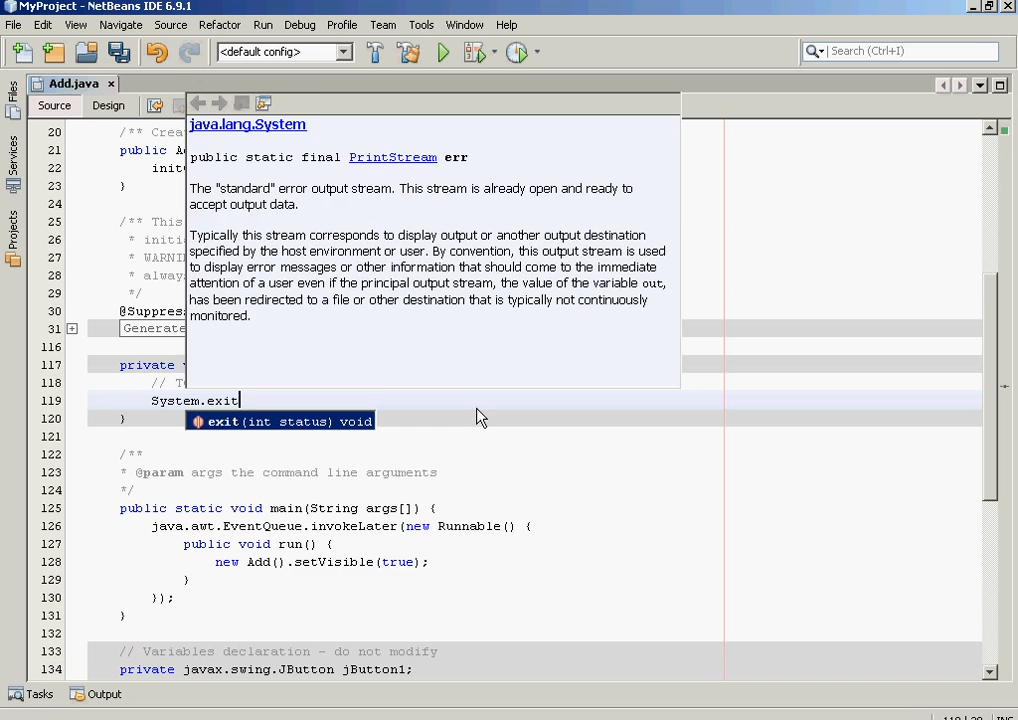 MyProject - NetBeans IDE 6.9.1
File Edit View Navigate Source Refactor Run Debug Profile Team Tools Window Help
<default config>
Search (Ctrl+I)
Files
Services
Projects
Add.java
Source Design
java.lang.System
public static final PrintStream err
The "standard" error output stream. This stream is already open and ready to
accept output data.
Typically this stream corresponds to display output or another output destination
specified by the host environment or user. By convention, this output stream is used
to display error messages or other information that should come to the immediate
attention of a user even if the principal output stream, the value of the variable out,
has been redirected to a file or other destination that is typically not continuously
monitored.
20 /** Crea
21 public A
22 init
23 }
24
25 /** This
26 * initi
27 * WARNI
28 * alway
29 */
30 @Suppres
31 Generate
116
117 private
118 // T
119 System.exit
exit(int status) void
120 }
121
122 /**
123 * @param args the command line arguments
124 */
125 public static void main(String args[]) {
126 java.awt.EventQueue.invokeLater(new Runnable() {
127 public void run() {
128 new Add().setVisible(true);
129 }
130 });
131 }
132
133 // Variables declaration - do not modify
134 private javax.swing.JButton jButton1;
Tasks Output